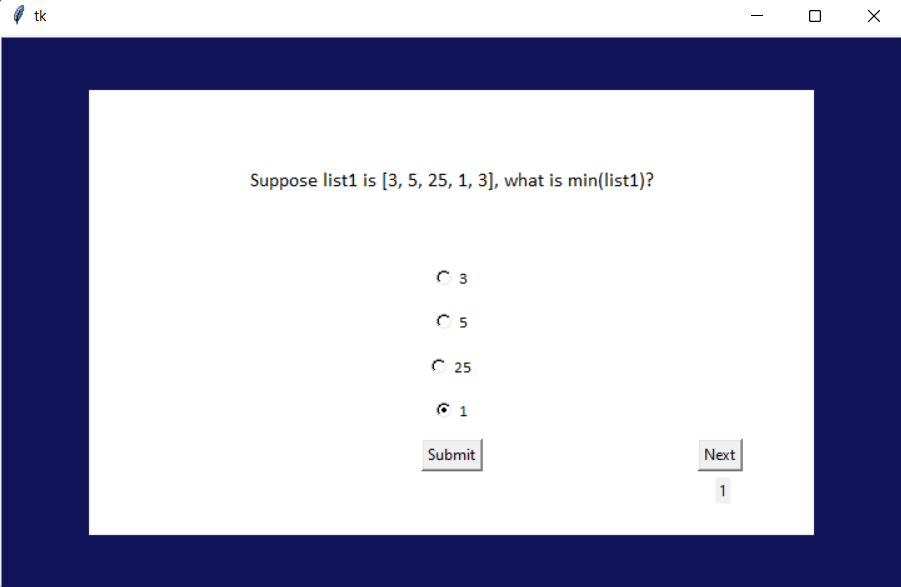 tk
Suppose list1 is [3, 5, 25, 1, 3], what is min(list1)?
3
5
25
1
Submit
Next
1